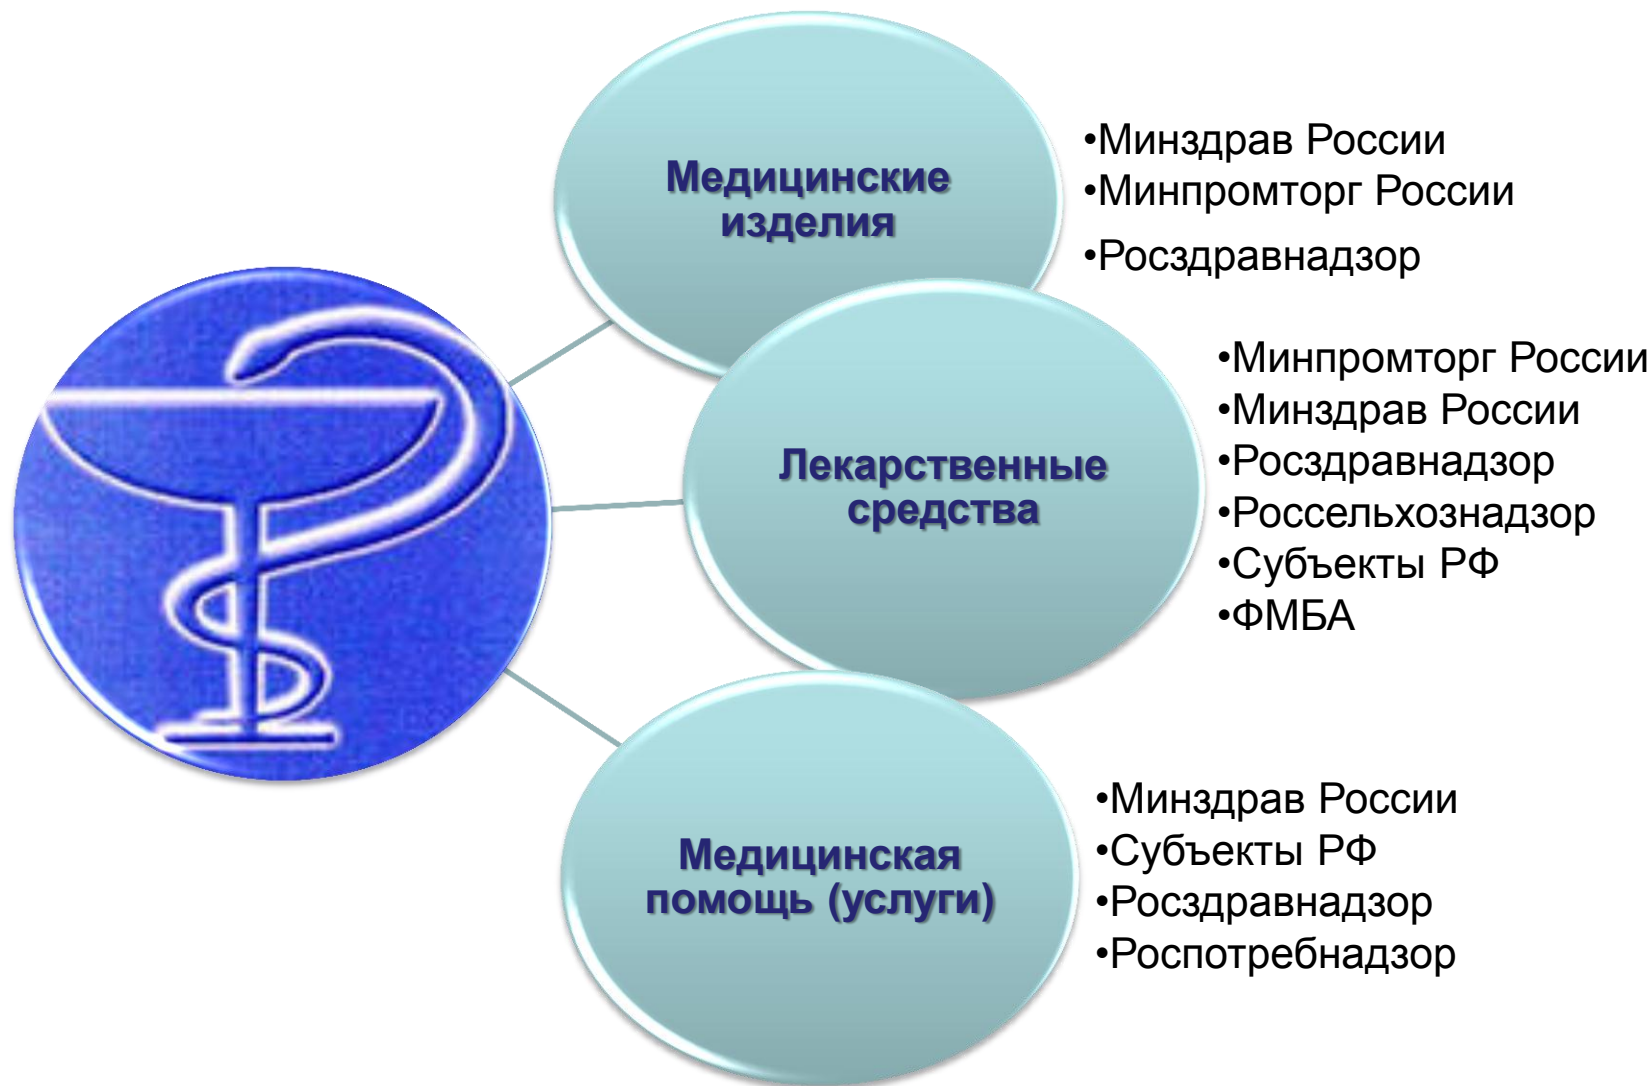 Медицинские
изделия
•Минздрав России
•Минпромторг России
•Росздравнадзор
Лекарственные
средства
•Минпромторг России
•Минздрав России
•Росздравнадзор
•Россельхознадзор
•Субъекты РФ
•ФМБА
Медицинская
помощь (услуги)
•Минздрав России
•Субъекты РФ
•Росздравнадзор
•Роспотребнадзор